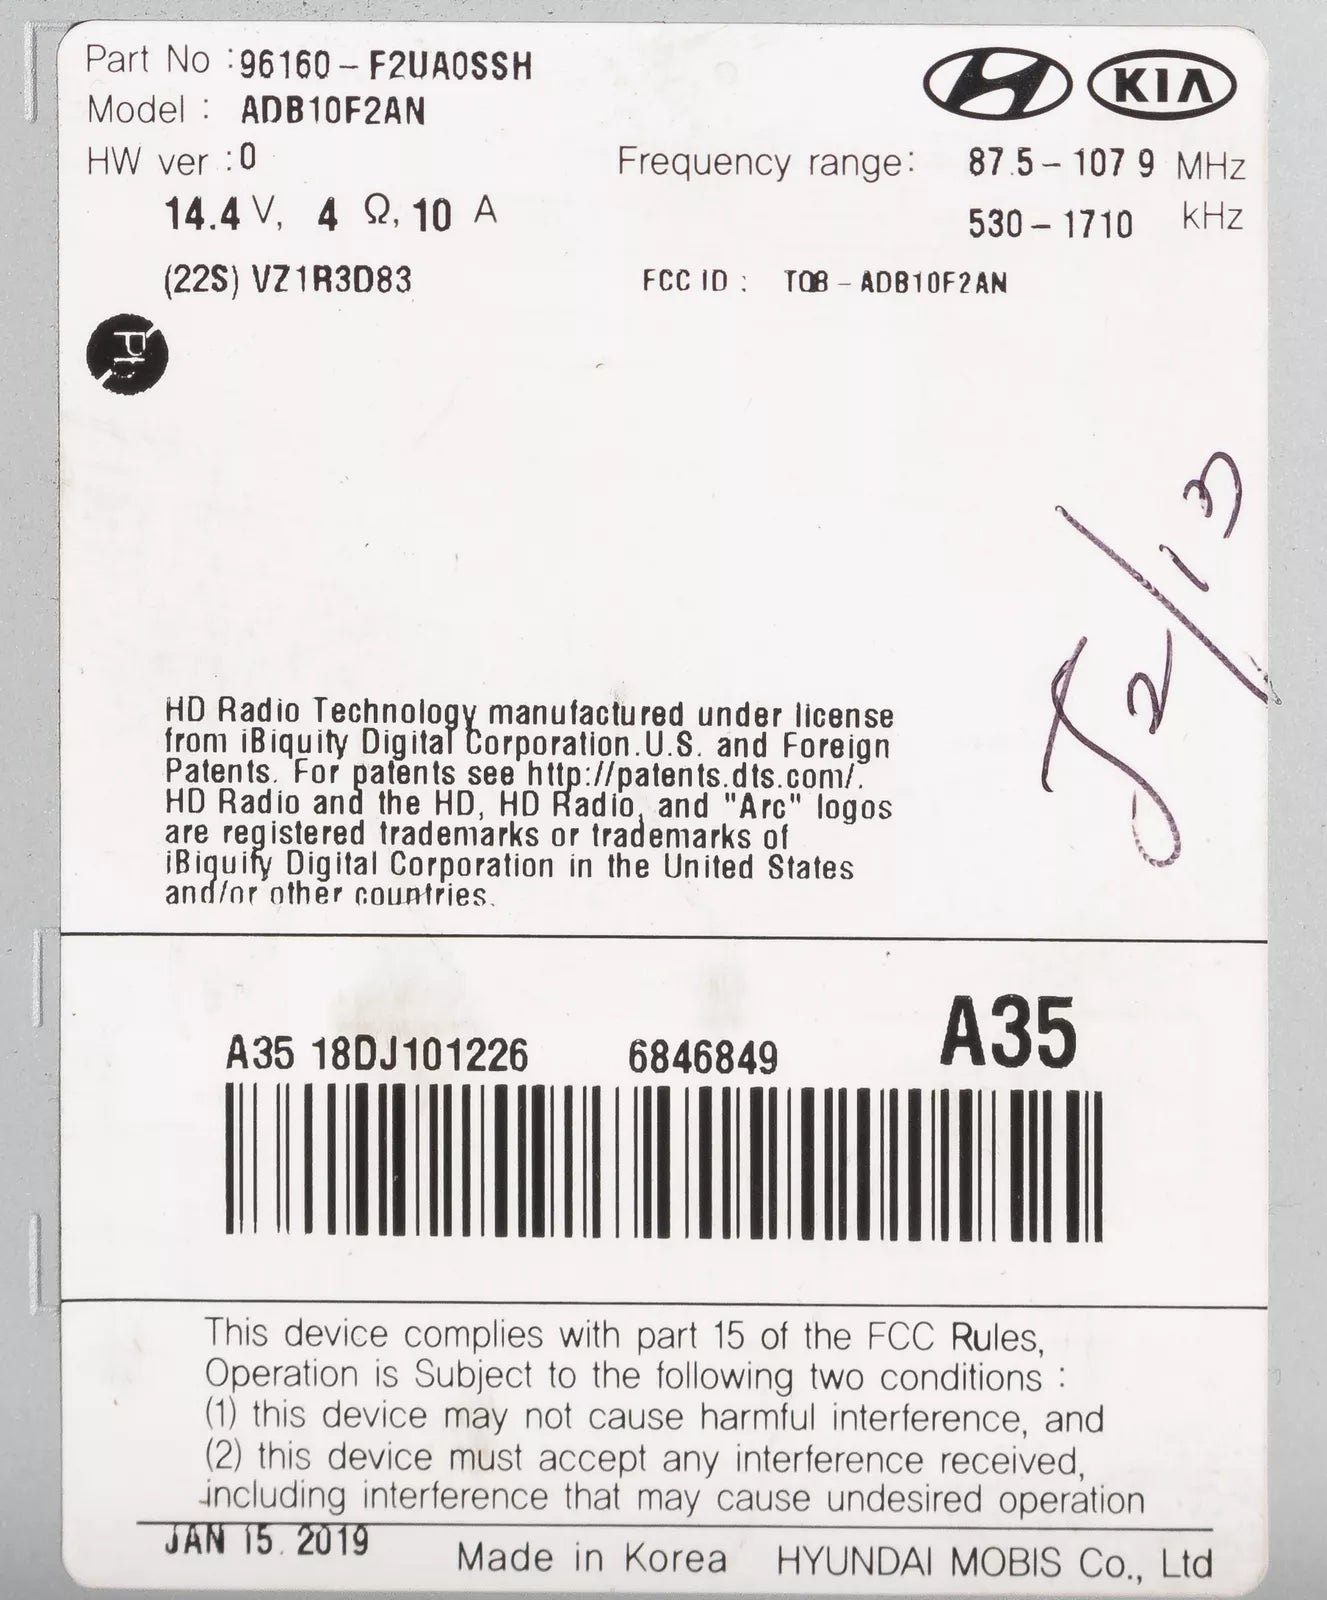 Part No :96160-F2UA0SSH
Model : ADB10F2AN
KIA
HW ver :0
Frequency range: 87.5-107 9 MHz
14.4 V, 4 Ω, 10 A
530-1710 kHz
(22S) VZ1R3D83
FCC ID : TQ8-ADB10F2AN
Pb
J2/13
HD Radio Technology manufactured under license
from iBiquity Digital Corporation.U.S. and Foreign
Patents. For patents see http://patents.dts.com/.
HD Radio and the HD, HD Radio, and "Arc" logos
are registered trademarks or trademarks of
iBiquity Digital Corporation in the United States
and/or other countries.
A35
A35 18DJ101226 6846849
This device complies with part 15 of the FCC Rules,
Operation is Subject to the following two conditions :
(1) this device may not cause harmful interference, and
(2) this device must accept any interference received,
including interference that may cause undesired operation
JAN 15. 2019
Made in Korea HYUNDAI MOBIS Co., Ltd